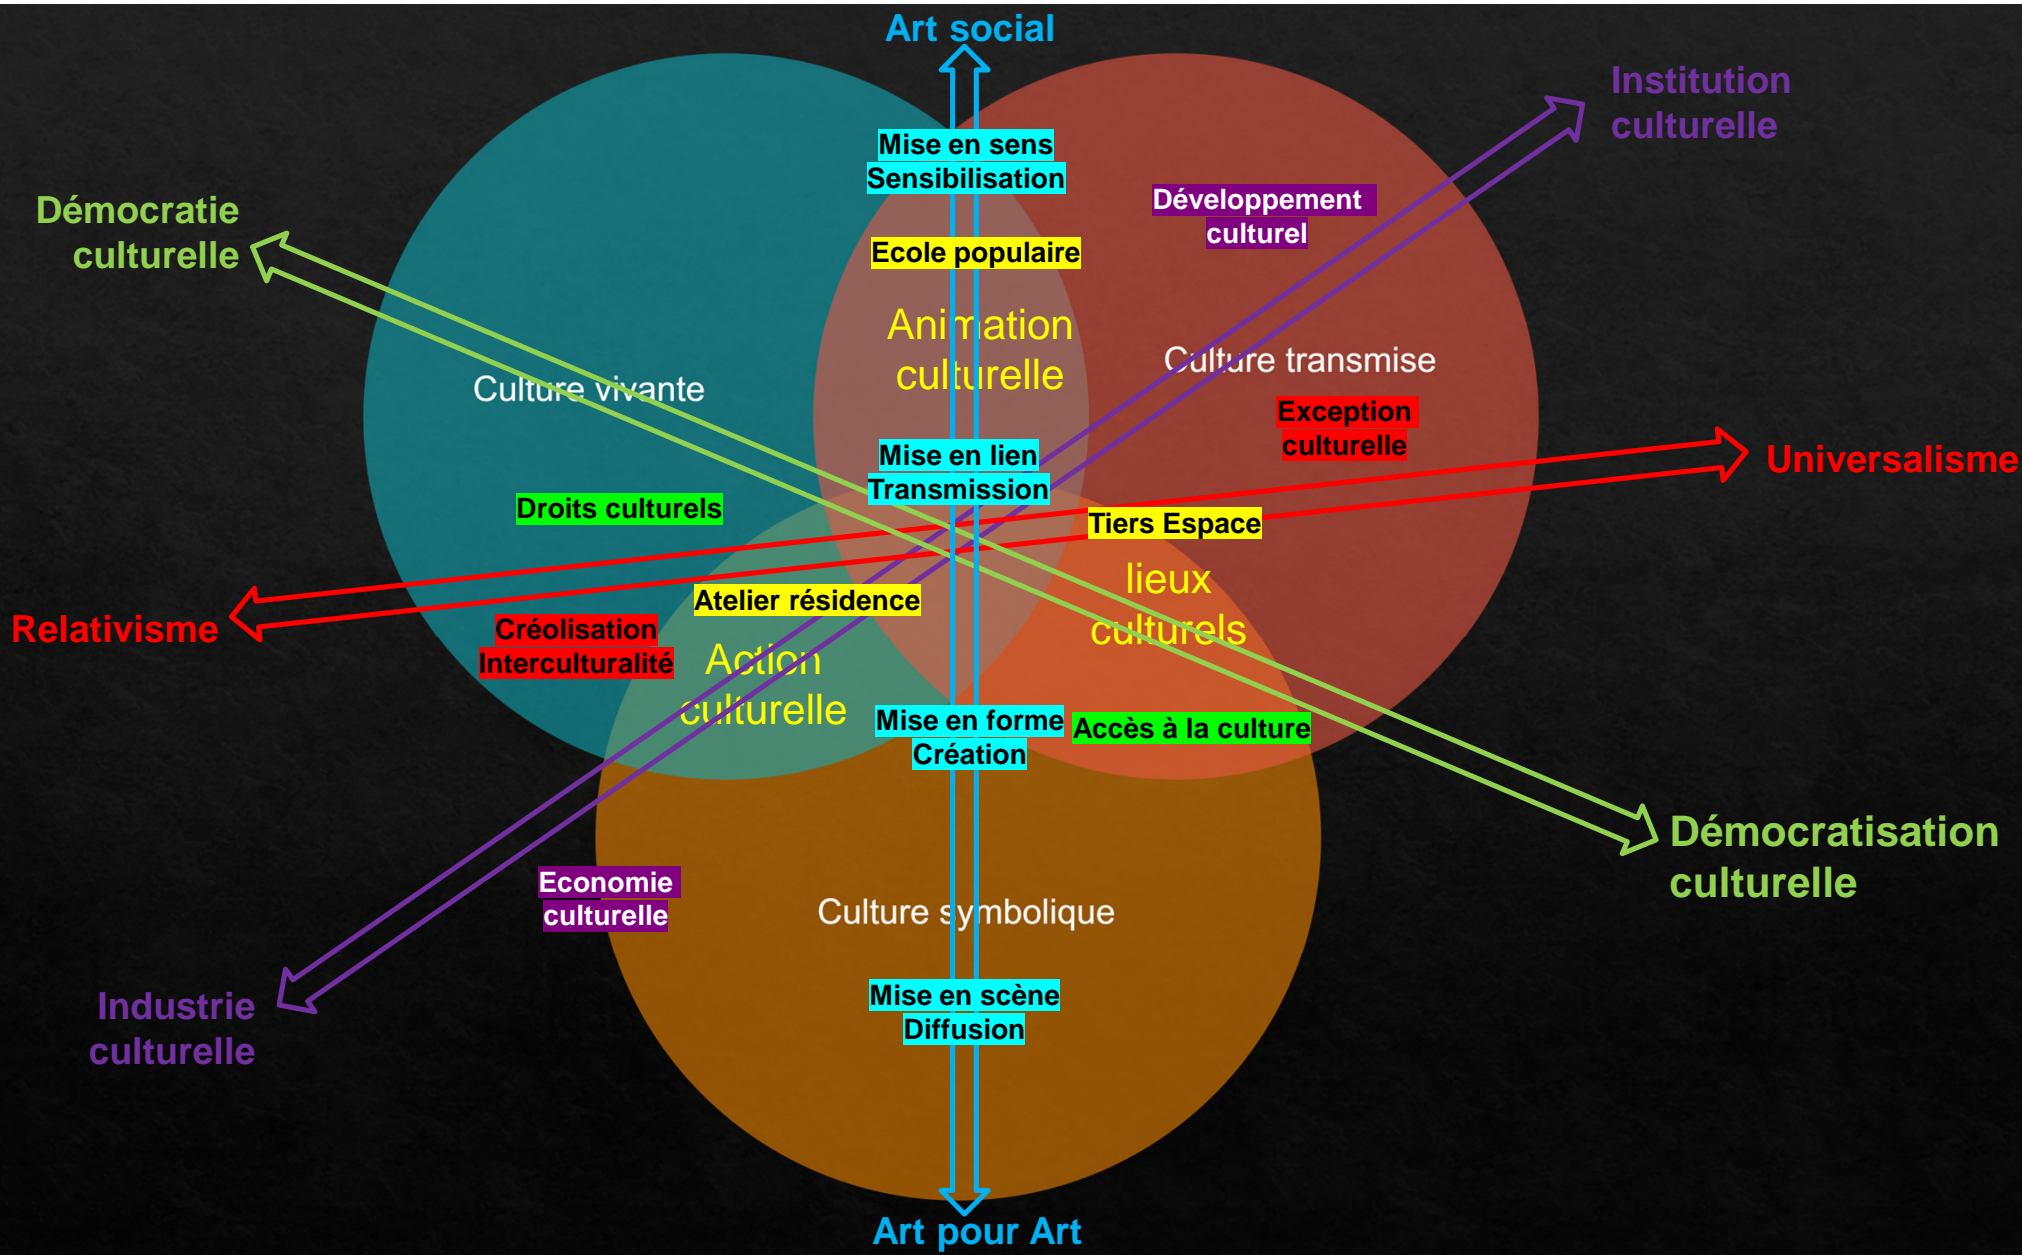 Art social
Institution
culturelle
Mise en sens
Sensibilisation
Développement
culturel
Démocratie
culturelle
Ecole populaire
Animation
culturelle
Culture transmise
Culture vivante
Exception
culturelle
Mise en lien
Transmission
Universalisme
Droits culturels
Tiers Espace
lieux
culturels
Atelier résidence
Relativisme
Créolisation
Interculturalité
Action
culturelle
Mise en forme
Création
Accès à la culture
Démocratisation
culturelle
Economie
culturelle
Culture symbolique
Mise en scène
Diffusion
Industrie
culturelle
Art pour Art